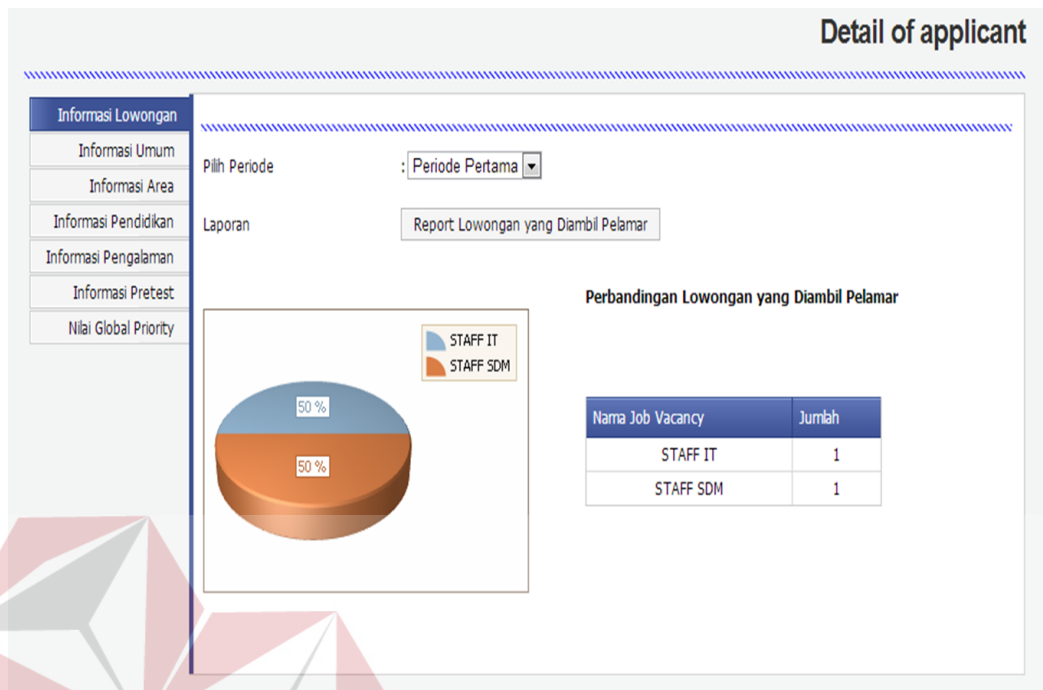 Detail of applicant
Informasi Lowongan
Informasi Umum
Informasi Area
Informasi Pendidikan
Informasi Pengalaman
Informasi Pretest
Nilai Global Priority
Pilih Periode : Periode Pertama
Laporan Report Lowongan yang Diambil Pelamar
Perbandingan Lowongan yang Diambil Pelamar
STAFF IT
STAFF SDM
50 %
50 %
Nama Job Vacancy Jumlah
STAFF IT 1
STAFF SDM 1